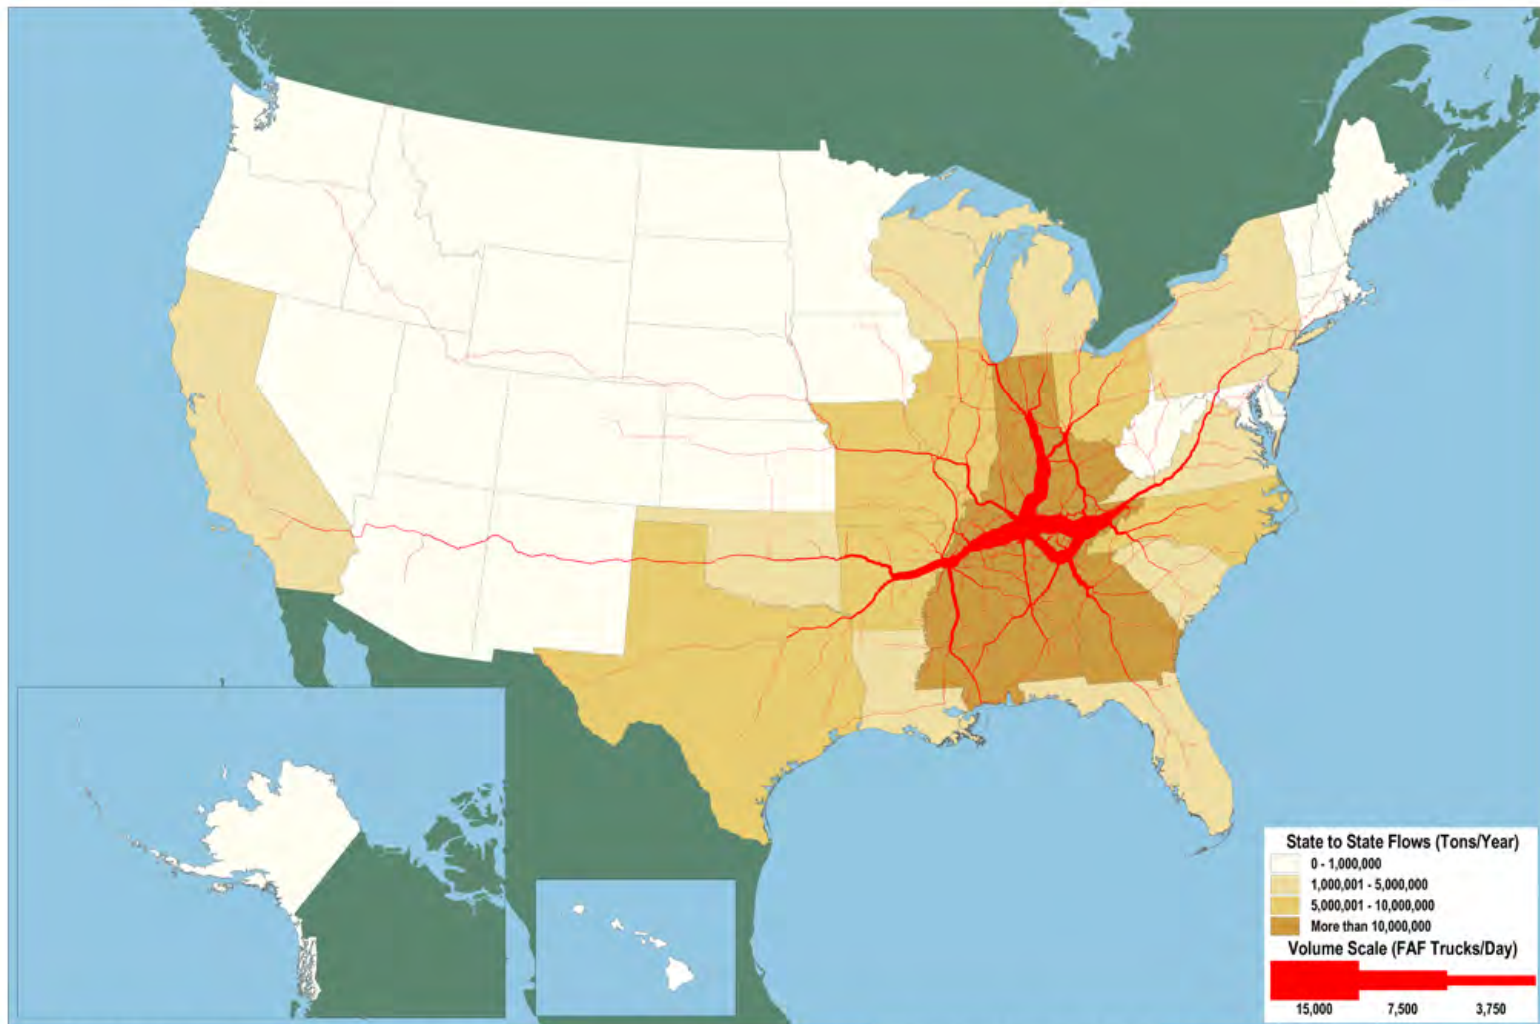 State to State Flows (Tons/Year)
0 - 1,000,000
1,000,001 - 5,000,000
5,000,001 - 10,000,000
More than 10,000,000
Volume Scale (FAF Trucks/Day)
15,000 7,500 3,750